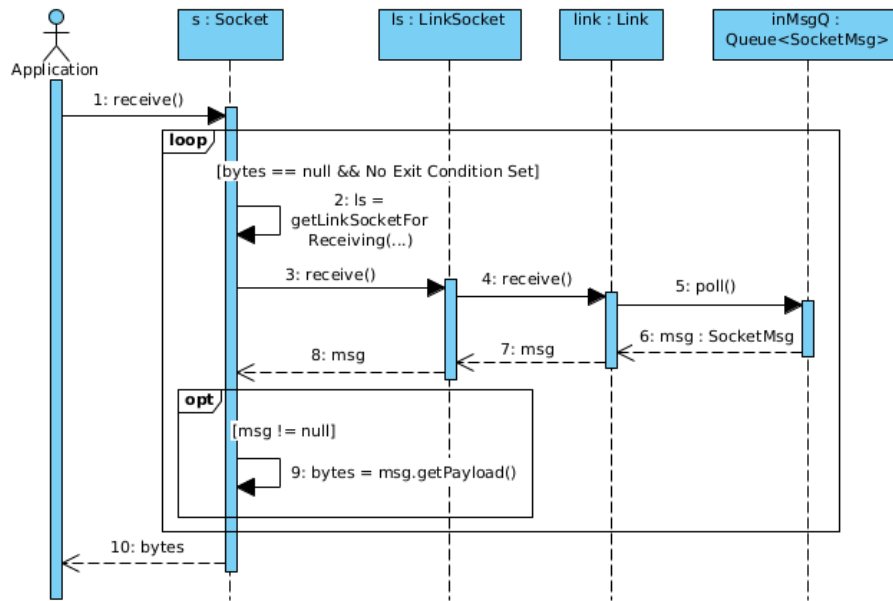 s : Socket
ls : LinkSocket
link : Link
inMsgQ :
Queue<SocketMsg>
Application
1: receive()
loop
[bytes == null && No Exit Condition Set]
2: ls =
getLinkSocketFor
Receiving(...)
3: receive()
4: receive()
5: poll()
6: msg : SocketMsg
7: msg
8: msg
opt
[msg != null]
9: bytes = msg.getPayload()
10: bytes